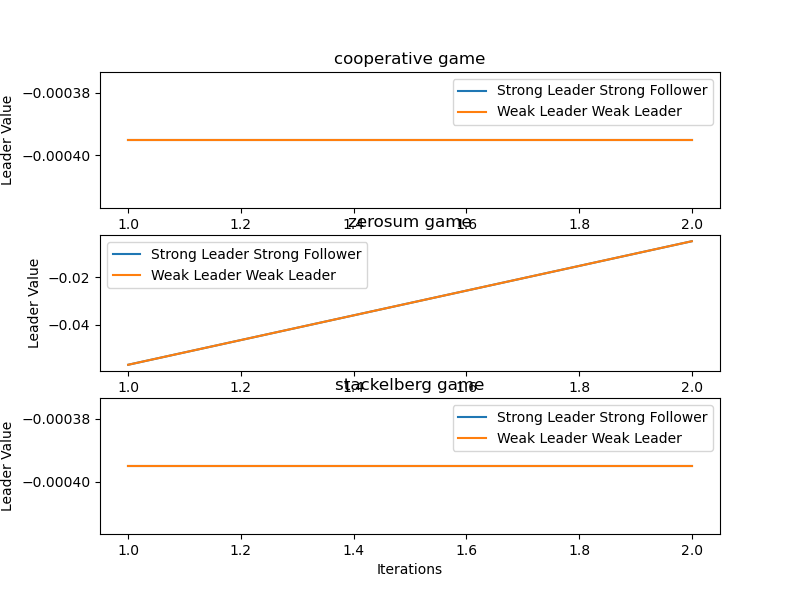 cooperative game
Leader Value
−0.00038
−0.00040
Strong Leader Strong Follower
Weak Leader Weak Leader
1.0 1.2 1.4 1.6 1.8 2.0
zerosum game
Leader Value
−0.02
−0.04
Strong Leader Strong Follower
Weak Leader Weak Leader
1.0 1.2 1.4 1.6 1.8 2.0
stackelberg game
Leader Value
−0.00038
−0.00040
Strong Leader Strong Follower
Weak Leader Weak Leader
1.0 1.2 1.4 1.6 1.8 2.0
Iterations